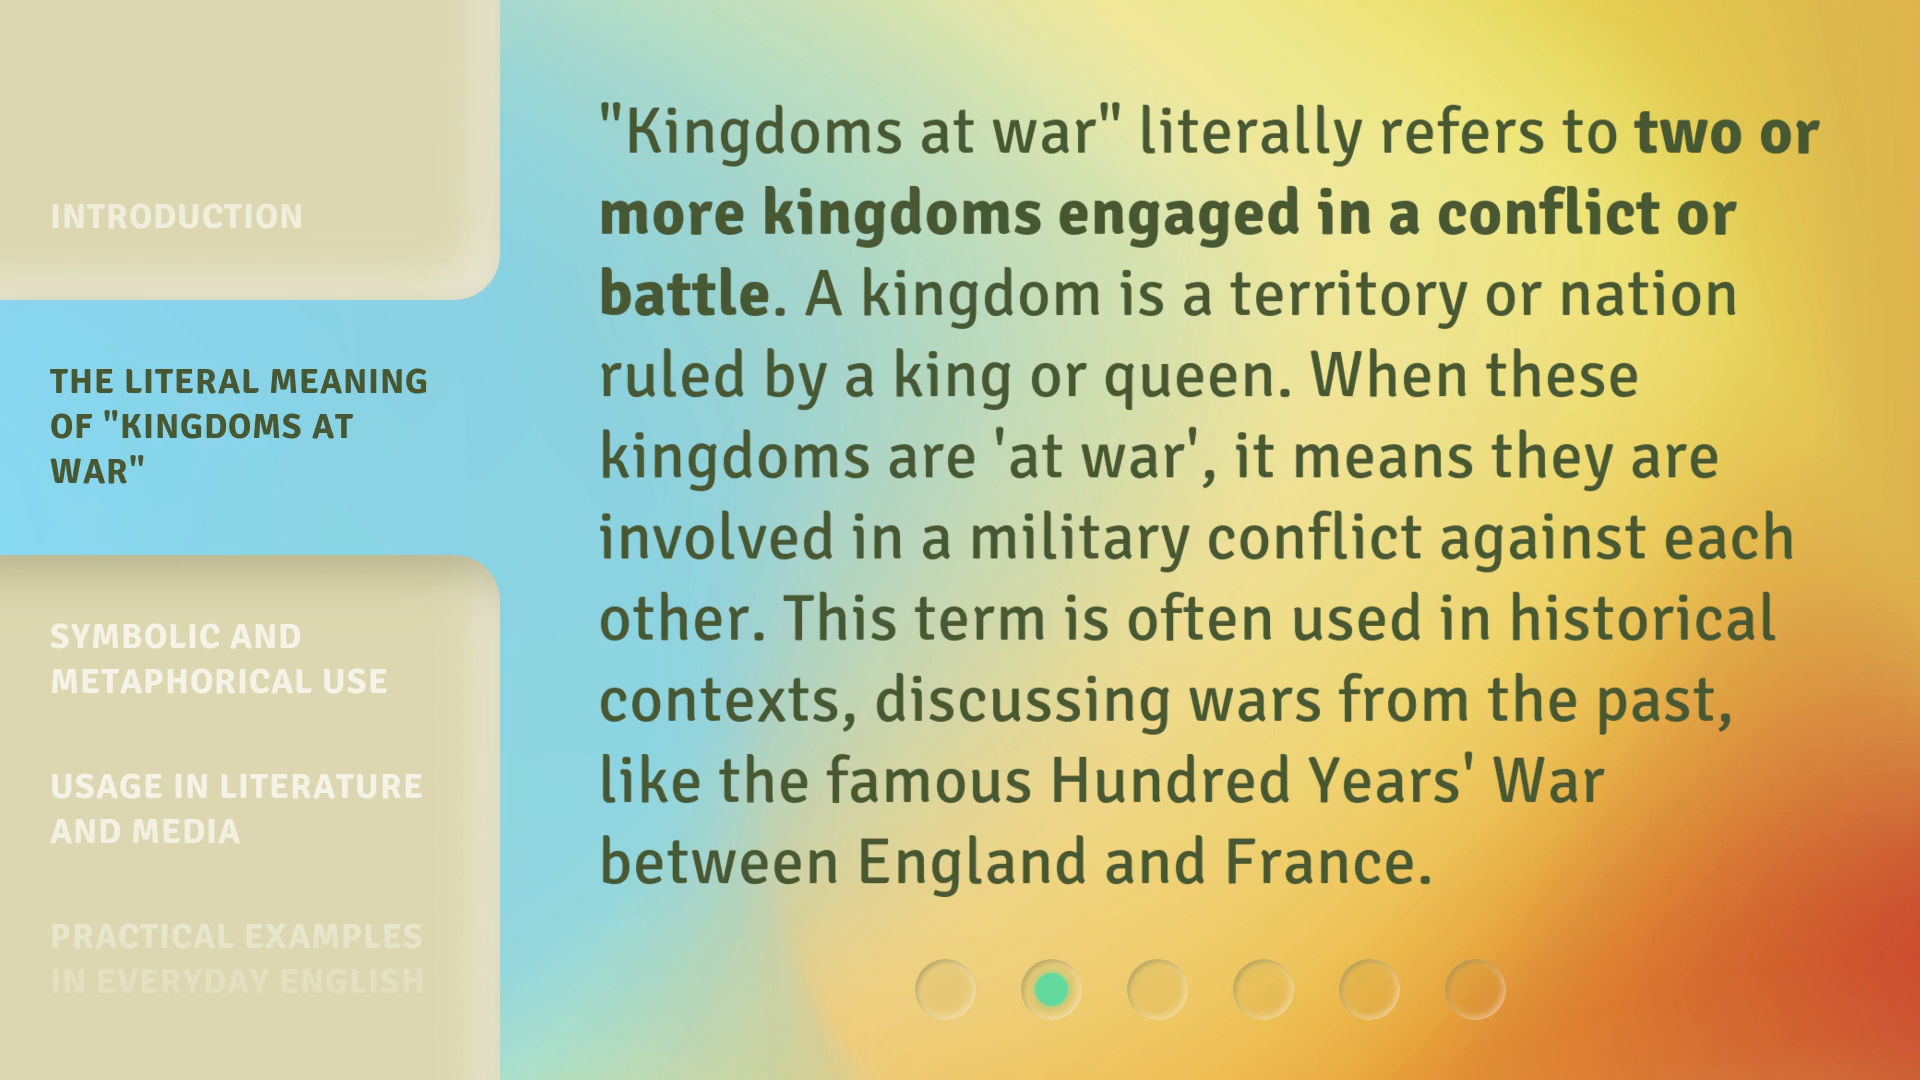 INTRODUCTION
THE LITERAL MEANING
OF "KINGDOMS AT
WAR"
SYMBOLIC AND
METAPHORICAL USE
USAGE IN LITERATURE
AND MEDIA
PRACTICAL EXAMPLES
IN EVERYDAY ENGLISH
"Kingdoms at war" literally refers to two or
more kingdoms engaged in a conflict or
battle. A kingdom is a territory or nation
ruled by a king or queen. When these
kingdoms are 'at war', it means they are
involved in a military conflict against each
other. This term is often used in historical
contexts, discussing wars from the past,
like the famous Hundred Years' War
between England and France.